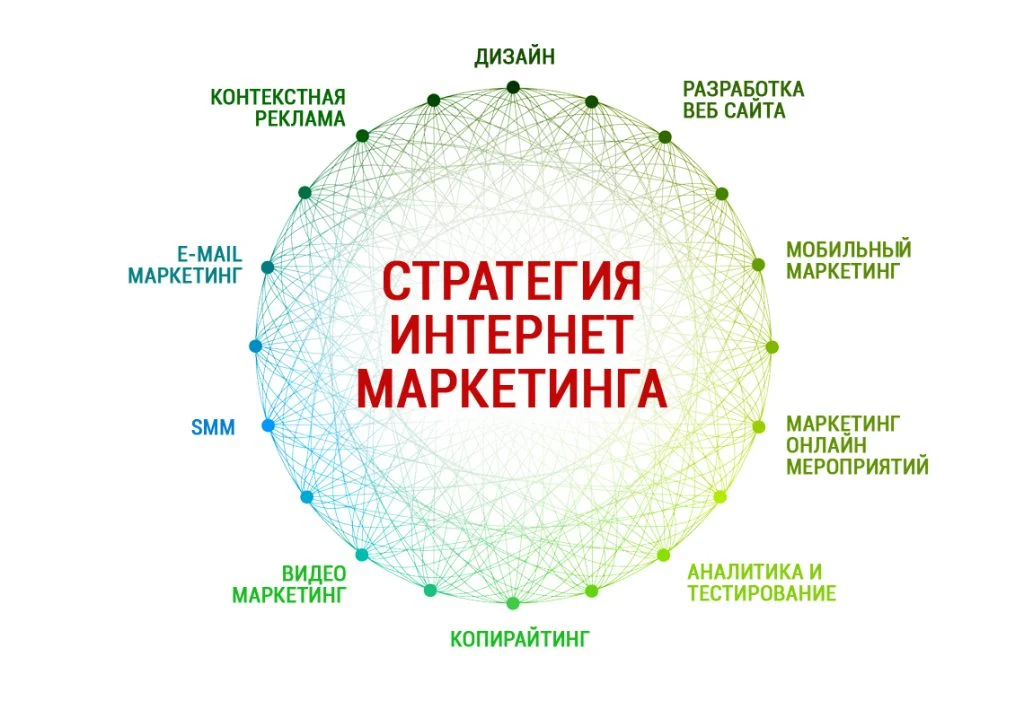 ДИЗАЙН
РАЗРАБОТКА
ВЕБ САЙТА
МОБИЛЬНЫЙ
МАРКЕТИНГ
МАРКЕТИНГ
ОНЛАЙН
МЕРОПРИЯТИЙ
АНАЛИТИКА И
ТЕСТИРОВАНИЕ
КОПИРАЙТИНГ
ВИДЕО
МАРКЕТИНГ
SMM
E-MAIL
МАРКЕТИНГ
КОНТЕКСТНАЯ
РЕКЛАМА
СТРАТЕГИЯ
ИНТЕРНЕТ
МАРКЕТИНГА